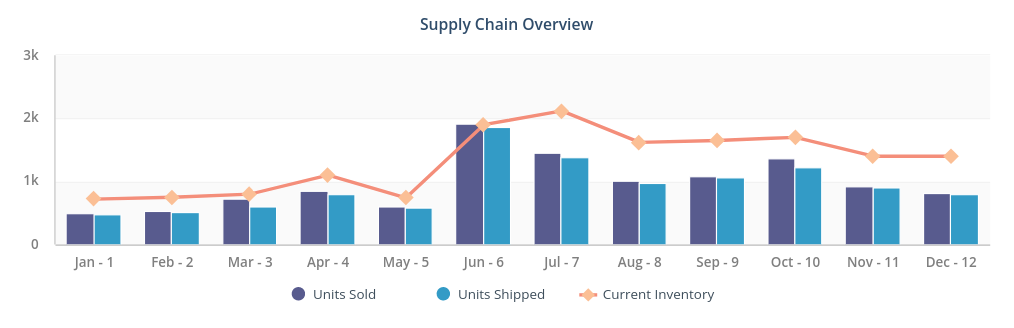 Supply Chain Overview
3k
2k
1k
0
Jan - 1 Feb - 2 Mar - 3 Apr - 4 May - 5 Jun - 6 Jul - 7 Aug - 8 Sep - 9 Oct - 10 Nov - 11 Dec - 12
Units Sold Units Shipped Current Inventory